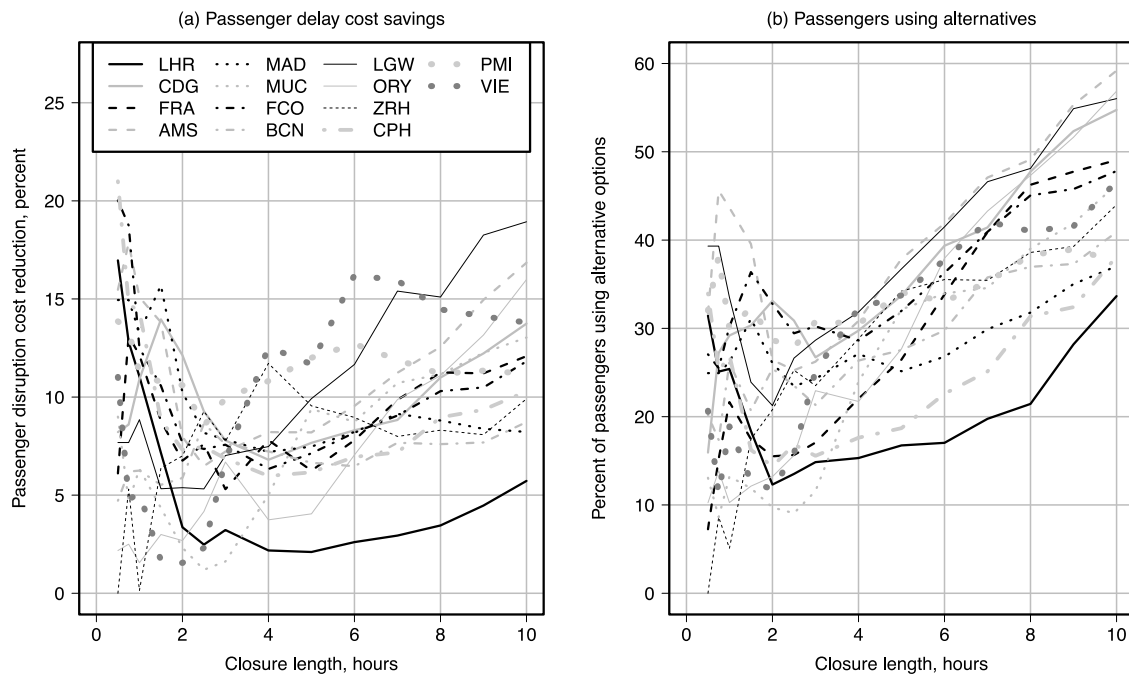 (a) Passenger delay cost savings
Passenger disruption cost reduction, percent
25
20
15
10
5
0
LHR MAD LGW PMI
CDG MUC ORY VIE
FRA FCO ZRH
AMS BCN CPH
0 2 4 6 8 10
Closure length, hours
(b) Passengers using alternatives
Percent of passengers using alternative options
60
50
40
30
20
10
0
0 2 4 6 8 10
Closure length, hours